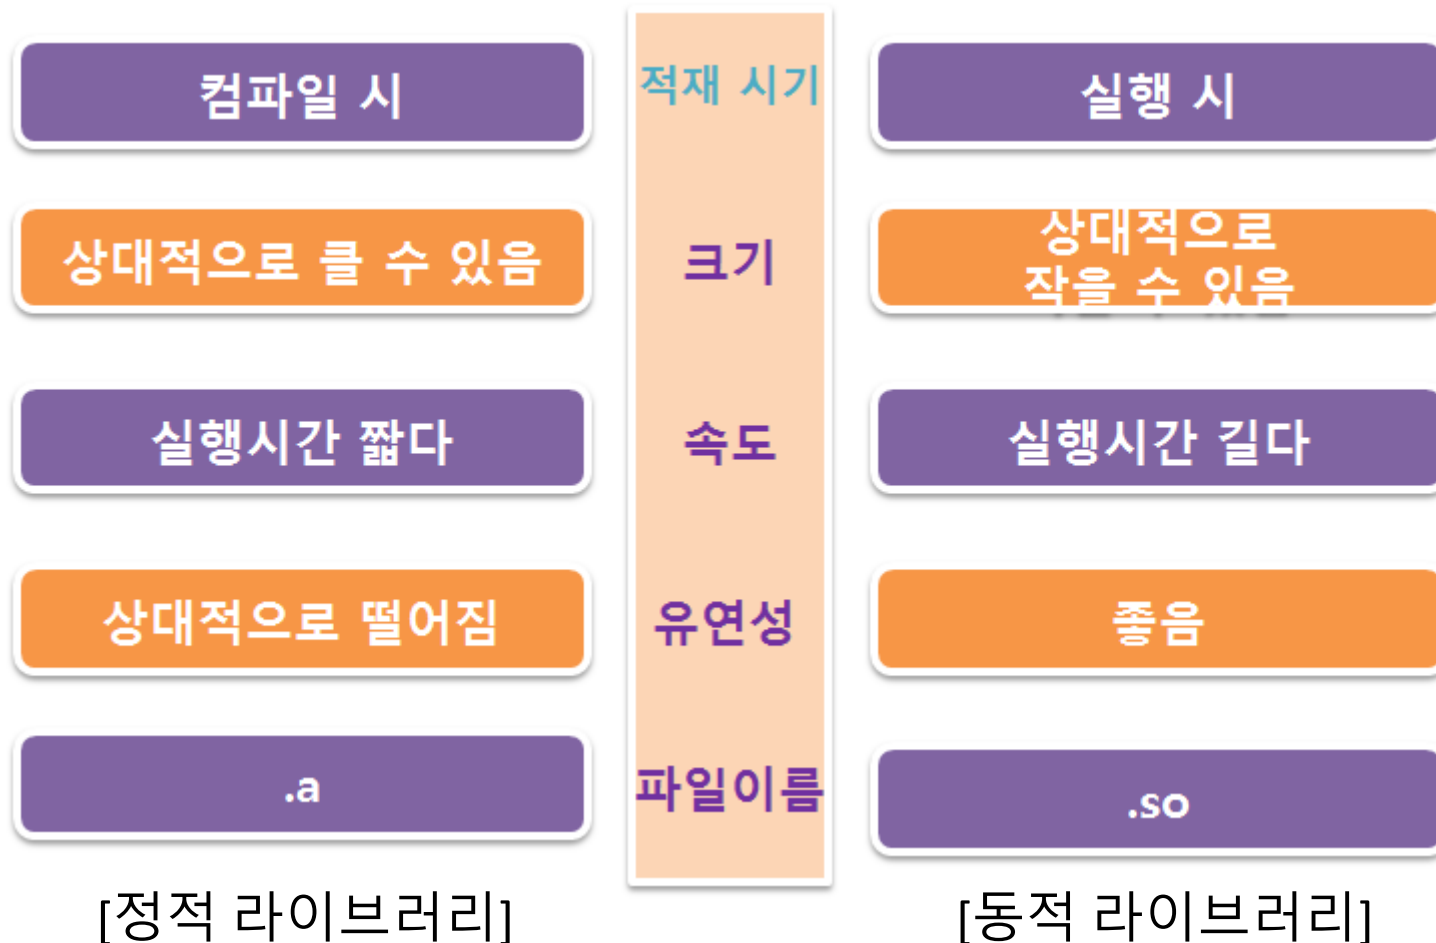 컴파일 시
적재 시기
실행 시
상대적으로 클 수 있음
크기
상대적으로
작을 수 있음
실행시간 짧다
속도
실행시간 길다
상대적으로 떨어짐
유연성
좋음
.a
파일이름
.so
[정적 라이브러리]
[동적 라이브러리]